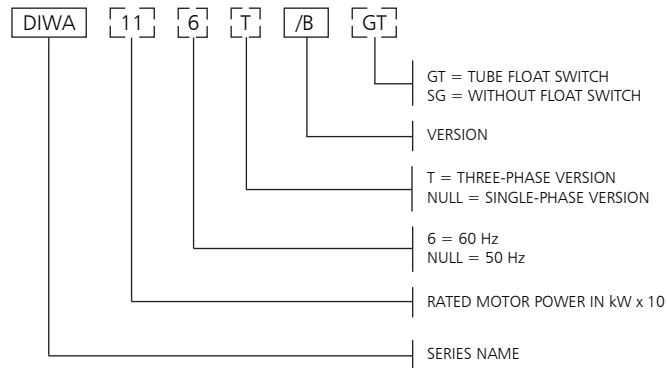 DIWA 11 6 T /B GT
GT = TUBE FLOAT SWITCH
SG = WITHOUT FLOAT SWITCH
VERSION
T = THREE-PHASE VERSION
NULL = SINGLE-PHASE VERSION
6 = 60 Hz
NULL = 50 Hz
RATED MOTOR POWER IN kW x 10
SERIES NAME